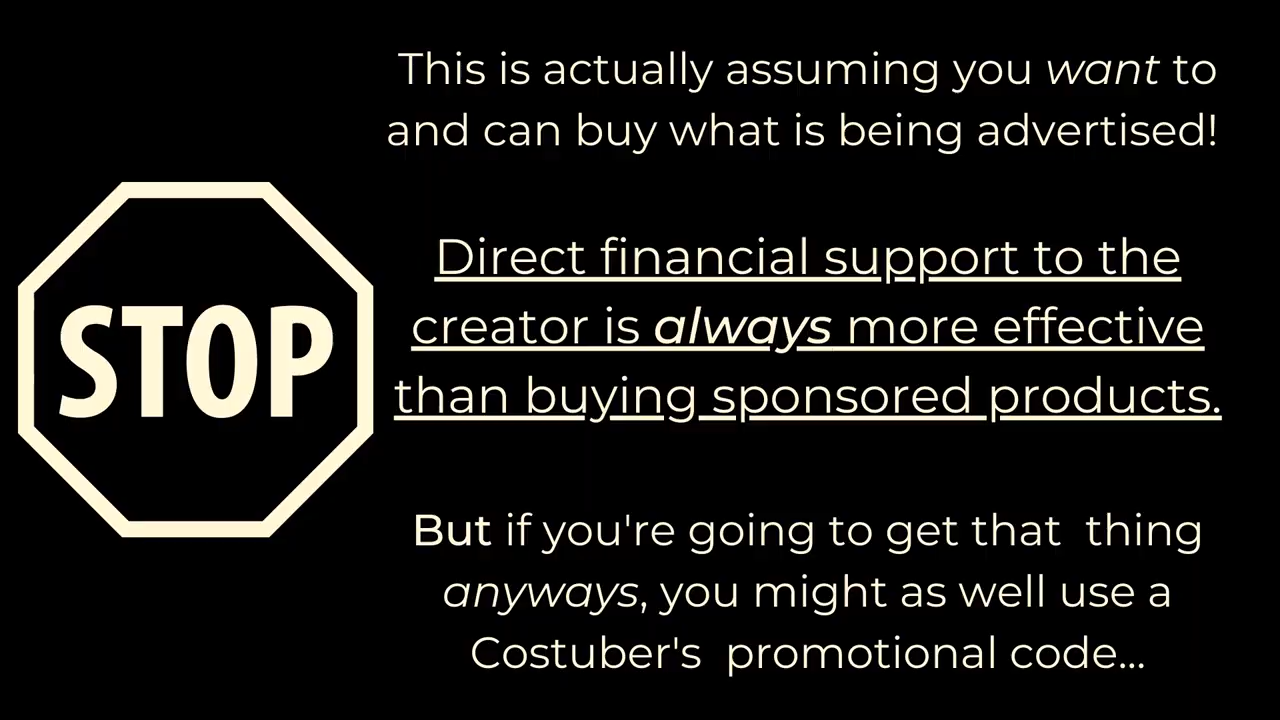 This is actually assuming you want to
and can buy what is being advertised!
STOP
Direct financial support to the
creator is always more effective
than buying sponsored products.
But if you're going to get that thing
anyways, you might as well use a
Costuber's promotional code...